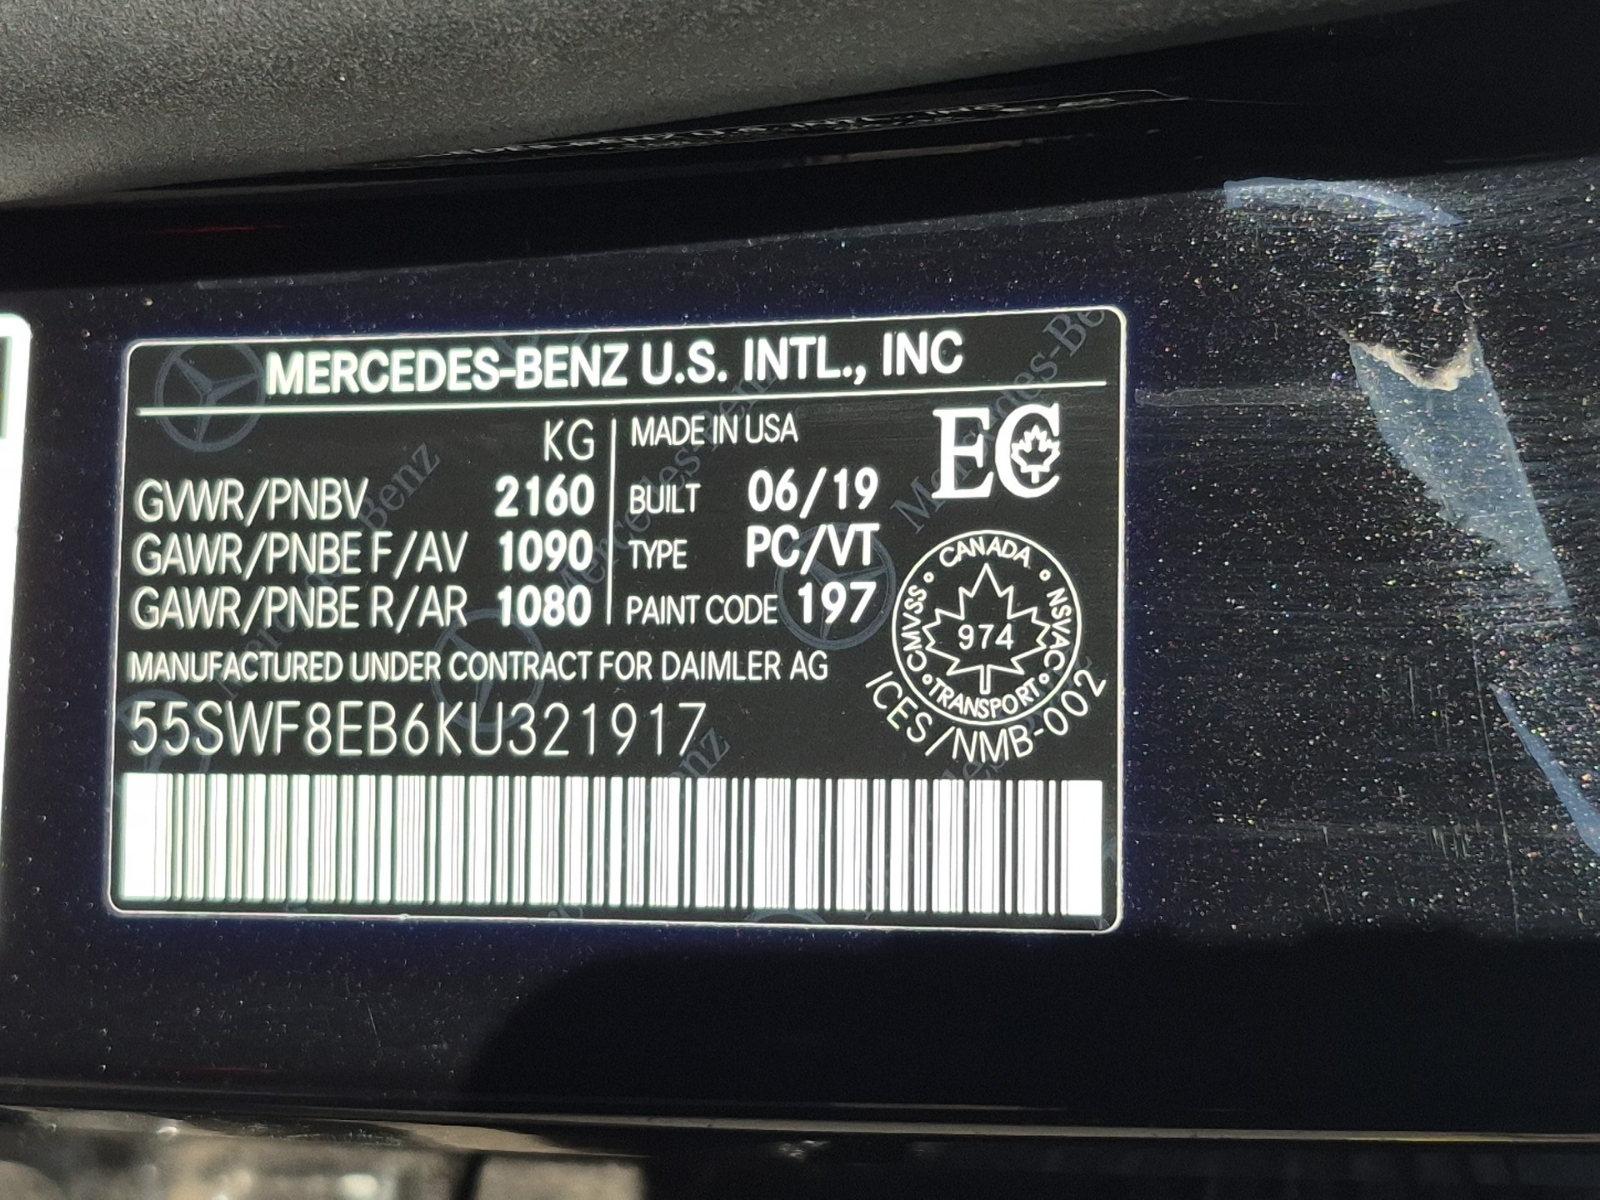 MERCEDES-BENZ U.S. INTL., INC
KG
GVWR/PNBV 2160
GAWR/PNBE F/AV 1090
GAWR/PNBE R/AR 1080
MADE IN USA
BUILT 06/19
TYPE PC/VT
PAINT CODE 197
EC
CANADA
CMVSS
NSVAC
974
TRANSPORT
ICES/NMB-002
MANUFACTURED UNDER CONTRACT FOR DAIMLER AG
55SWF8EB6KU321917